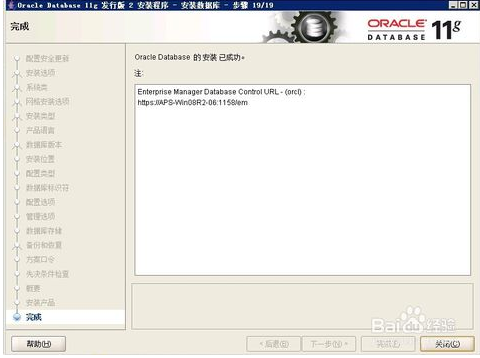 Oracle Database 11g 发行版 2 安装程序 - 安装数据库 - 步骤 19/19
完成
ORACLE
DATABASE 11g
配置安全更新
安装选项
系统类
网格安装选项
安装类型
产品语言
数据库版本
安装位置
配置类型
数据库标识符
配置选项
管理选项
数据库存储
备份和恢复
方案口令
先决条件检查
概要
安装产品
完成
Oracle Database 的安装 已成功。
注:
Enterprise Manager Database Control URL - (orcl) :
https://APS-Win08R2-06:1158/em
帮助(H)
< 后退(B)
下一步(N) >
完成(F)
关闭(C)
Baidu 经验